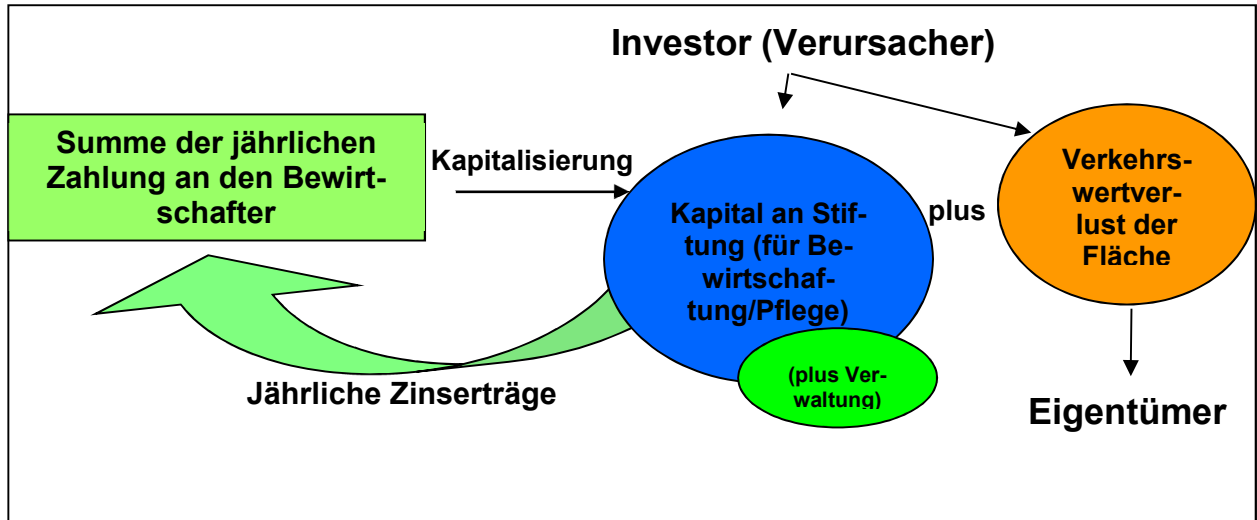 Investor (Verursacher)
Summe der jährlichen
Zahlung an den Bewirt-
schafter
Kapitalisierung
Kapital an Stif-
tung (für Be-
wirtschaf-
tung/Pflege)
plus
Verkehrs-
wertver-
lust der
Fläche
(plus Ver-
waltung)
Jährliche Zinserträge
Eigentümer